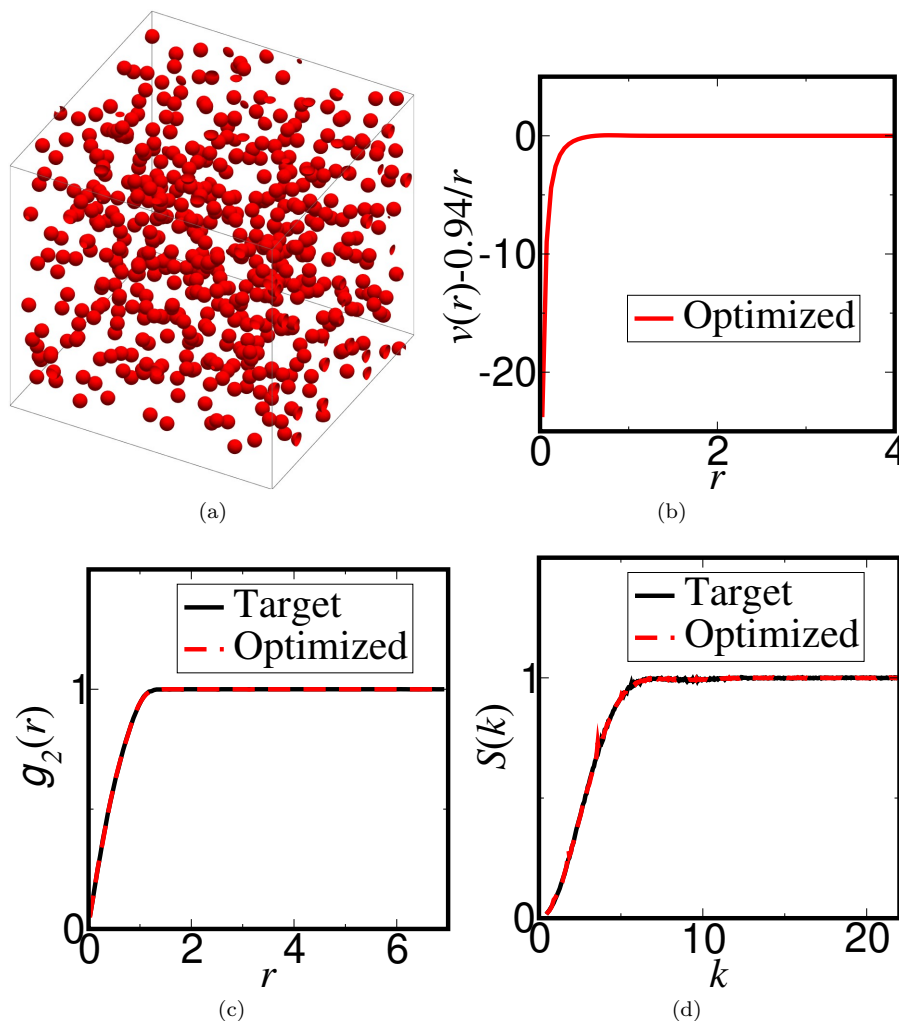 (a)
v(r)-0.94/r
0
-10
-20
Optimized
0
2
4
r
(b)
g₂(r)
1
0
Target
Optimized
0
2
4
6
r
(c)
S(k)
1
0
Target
Optimized
0
10
20
k
(d)